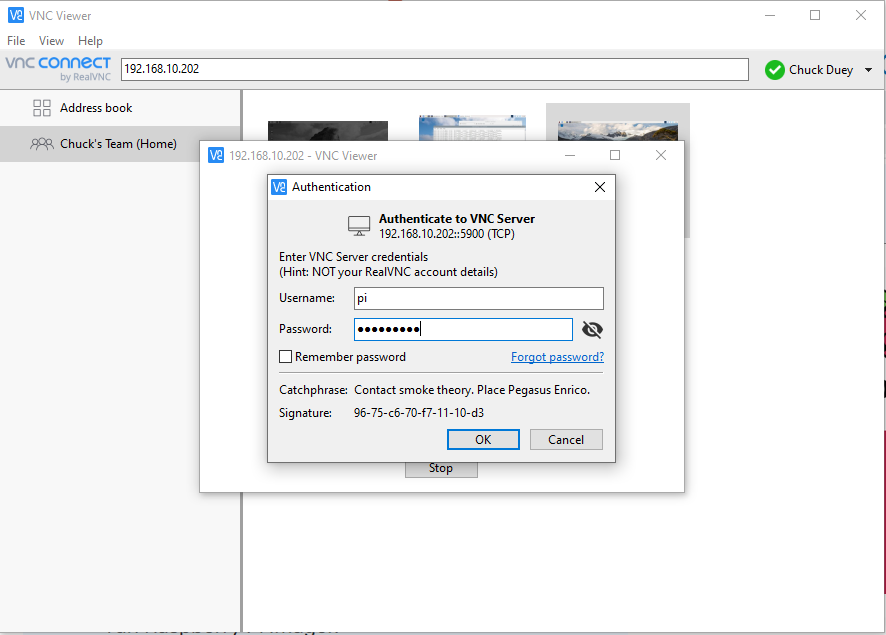 VNC Viewer
File View Help
vnc connect
by RealVNC
192.168.10.202
Chuck Duey
Address book
Chuck's Team (Home)
192.168.10.202 - VNC Viewer
Authentication
Authenticate to VNC Server
192.168.10.202::5900 (TCP)
Enter VNC Server credentials
(Hint: NOT your RealVNC account details)
Username: pi
Password: ●●●●●●●●●
Remember password Forgot password?
Catchphrase: Contact smoke theory. Place Pegasus Enrico.
Signature: 96-75-c6-70-f7-11-10-d3
OK Cancel
Stop